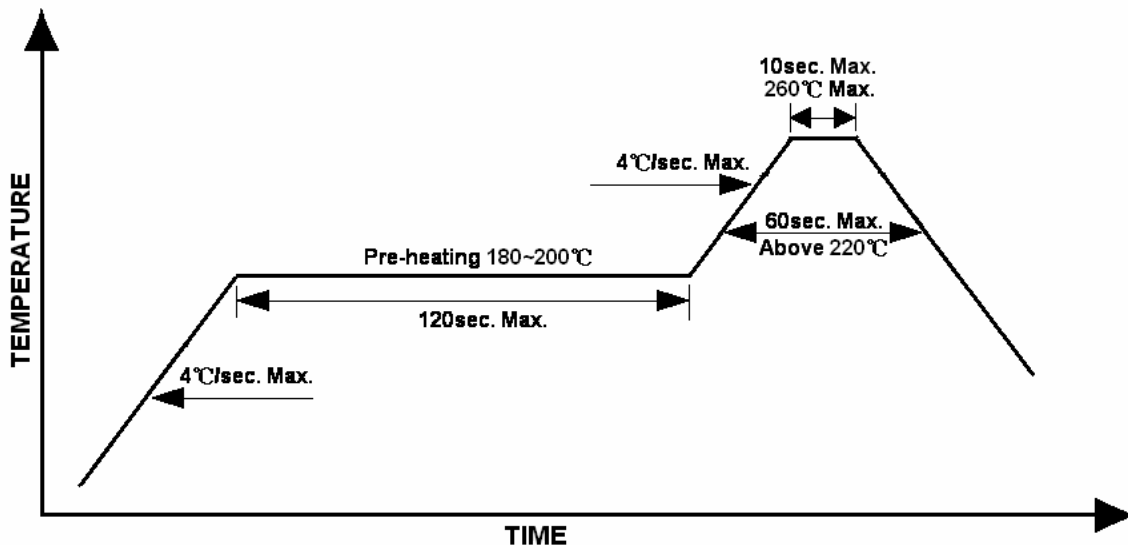 10sec. Max.
260℃ Max.
4℃/sec. Max.
60sec. Max.
Above 220℃
Pre-heating 180~200℃
120sec. Max.
4℃/sec. Max.
TEMPERATURE
TIME